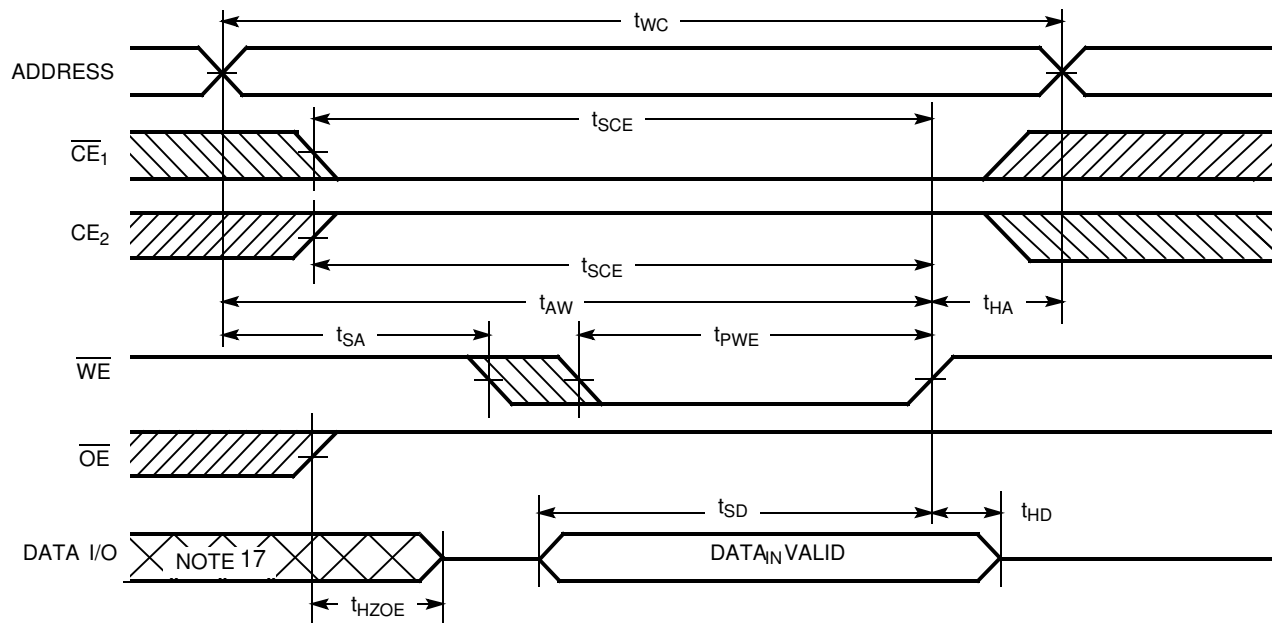 tWC
ADDRESS
tSCE
CE1
CE2
tSCE
tAW
tHA
tSA
tPWE
WE
OE
tSD
tHD
DATA I/O
NOTE 17
DATAIN VALID
tHZOE